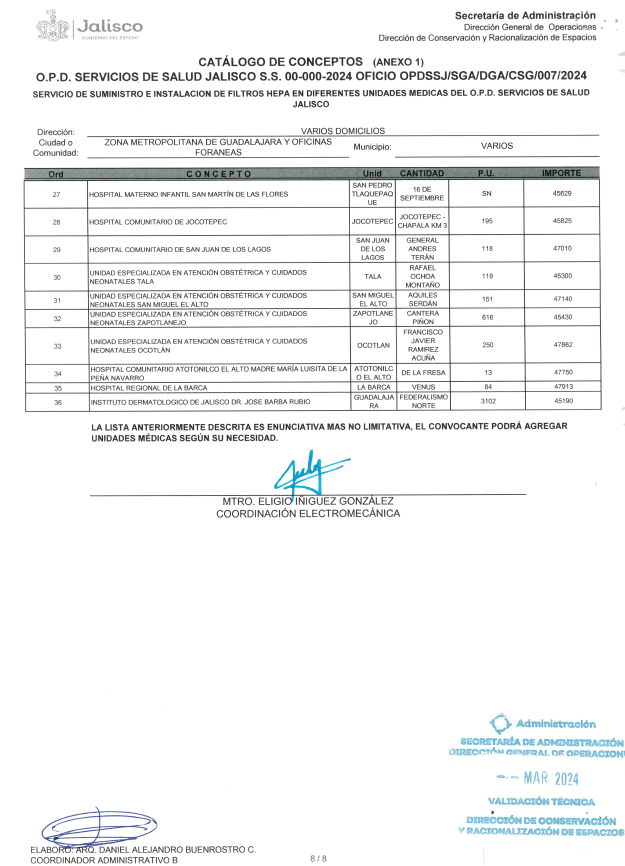 Jalisco
GOBIERNO DEL ESTADO
Secretaría de Administración
Dirección General de Operaciones
Dirección de Conservación y Racionalización de Espacios
CATÁLOGO DE CONCEPTOS (ANEXO 1)
O.P.D. SERVICIOS DE SALUD JALISCO S.S. 00-000-2024 OFICIO OPDSSJ/SGA/DGA/CSG/007/2024
SERVICIO DE SUMINISTRO E INSTALACION DE FILTROS HEPA EN DIFERENTES UNIDADES MEDICAS DEL O.P.D. SERVICIOS DE SALUD
JALISCO
Dirección: VARIOS DOMICILIOS
Ciudad o Comunidad: ZONA METROPOLITANA DE GUADALAJARA Y OFICINAS FORANEAS Municipio: VARIOS
Ord CONCEPTO Unid CANTIDAD P.U. IMPORTE
27 HOSPITAL MATERNO INFANTIL SAN MARTÍN DE LAS FLORES SAN PEDRO TLAQUEPAQUE 16 DE SEPTIEMBRE SN 45629
28 HOSPITAL COMUNITARIO DE JOCOTEPEC JOCOTEPEC JOCOTEPEC - CHAPALA KM 3 195 45825
29 HOSPITAL COMUNITARIO DE SAN JUAN DE LOS LAGOS SAN JUAN DE LOS LAGOS GENERAL ANDRES TERÁN 118 47010
30 UNIDAD ESPECIALIZADA EN ATENCIÓN OBSTÉTRICA Y CUIDADOS NEONATALES TALA TALA RAFAEL OCHOA MONTAÑO 119 45300
31 UNIDAD ESPECIALIZADA EN ATENCIÓN OBSTÉTRICA Y CUIDADOS NEONATALES SAN MIGUEL EL ALTO SAN MIGUEL EL ALTO AQUILES SERDÁN 151 47140
32 UNIDAD ESPECIALIZADA EN ATENCIÓN OBSTÉTRICA Y CUIDADOS NEONATALES ZAPOTLANEJO ZAPOTLANEJO CANTERA PIÑON 616 45430
33 UNIDAD ESPECIALIZADA EN ATENCIÓN OBSTÉTRICA Y CUIDADOS NEONATALES OCOTLÁN OCOTLAN FRANCISCO JAVIER RAMIREZ ACUÑA 250 47862
34 HOSPITAL COMUNITARIO ATOTONILCO EL ALTO MADRE MARÍA LUISITA DE LA PEÑA NAVARRO ATOTONILCO EL ALTO DE LA FRESA 13 47750
35 HOSPITAL REGIONAL DE LA BARCA LA BARCA VENUS 84 47913
36 INSTITUTO DERMATOLOGICO DE JALISCO DR. JOSE BARBA RUBIO GUADALAJARA FEDERALISMO NORTE 3102 45190
LA LISTA ANTERIORMENTE DESCRITA ES ENUNCIATIVA MAS NO LIMITATIVA, EL CONVOCANTE PODRÁ AGREGAR
UNIDADES MÉDICAS SEGÚN SU NECESIDAD.
MTRO. ELIGIO IÑIGUEZ GONZÁLEZ
COORDINACIÓN ELECTROMECÁNICA
Administración
SECRETARÍA DE ADMINISTRACIÓN
DIRECCIÓN GENERAL DE OPERACION
MAR 2024
VALIDACIÓN TÉCNICA
DIRECCIÓN DE CONSERVACIÓN
Y RACIONALIZACIÓN DE ESPACIOS
ELABORÓ: ARQ. DANIEL ALEJANDRO BUENROSTRO C.
COORDINADOR ADMINISTRATIVO B
8 / 8